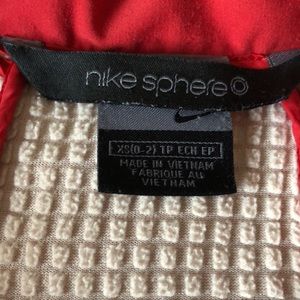 nike sphere
XS(0-2) TP ECH EP
MADE IN VIETNAM
FABRIQUÉ AU
VIETNAM